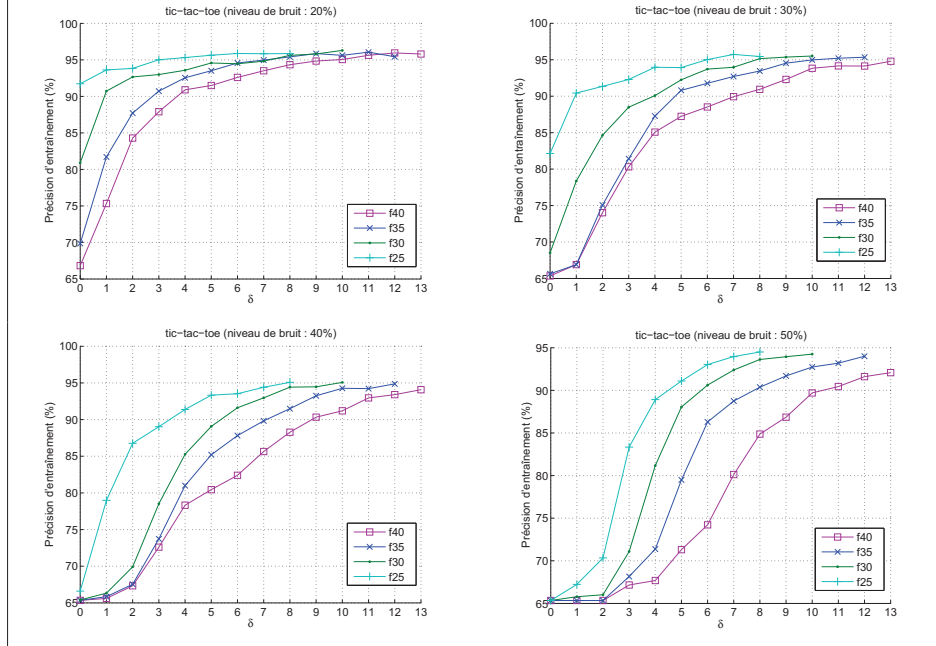 tic−tac−toe (niveau de bruit : 20%)
100
95
90
85
80
75
70
65
Précision d'entraînement (%)
0 1 2 3 4 5 6 7 8 9 10 11 12 13
δ
f40
f35
f30
f25
tic−tac−toe (niveau de bruit : 30%)
100
95
90
85
80
75
70
65
Précision d'entraînement (%)
0 1 2 3 4 5 6 7 8 9 10 11 12 13
δ
f40
f35
f30
f25
tic−tac−toe (niveau de bruit : 40%)
100
95
90
85
80
75
70
65
Précision d'entraînement (%)
0 1 2 3 4 5 6 7 8 9 10 11 12 13
δ
f40
f35
f30
f25
tic−tac−toe (niveau de bruit : 50%)
95
90
85
80
75
70
65
Précision d'entraînement (%)
0 1 2 3 4 5 6 7 8 9 10 11 12 13
δ
f40
f35
f30
f25